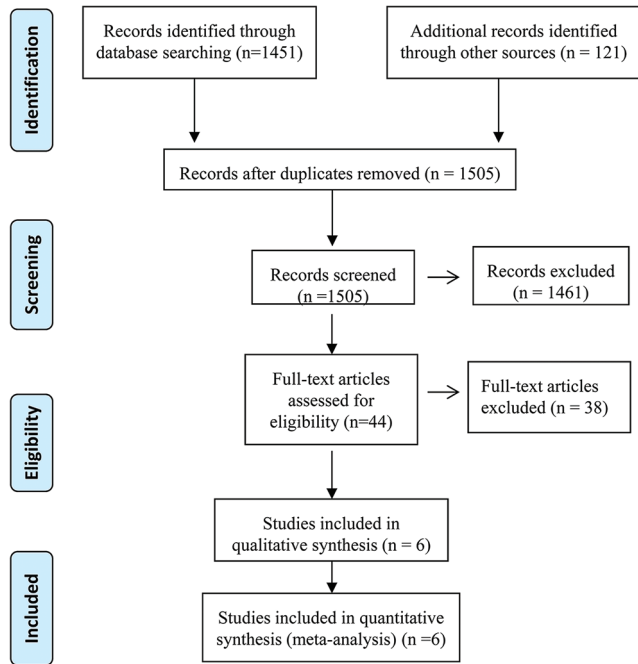 Identification
Records identified through
database searching (n=1451)
Additional records identified
through other sources (n = 121)
Records after duplicates removed (n = 1505)
Screening
Records screened
(n =1505)
Records excluded
(n = 1461)
Eligibility
Full-text articles
assessed for
eligibility (n=44)
Full-text articles
excluded (n = 38)
Included
Studies included in
qualitative synthesis (n = 6)
Studies included in quantitative
synthesis (meta-analysis) (n =6)